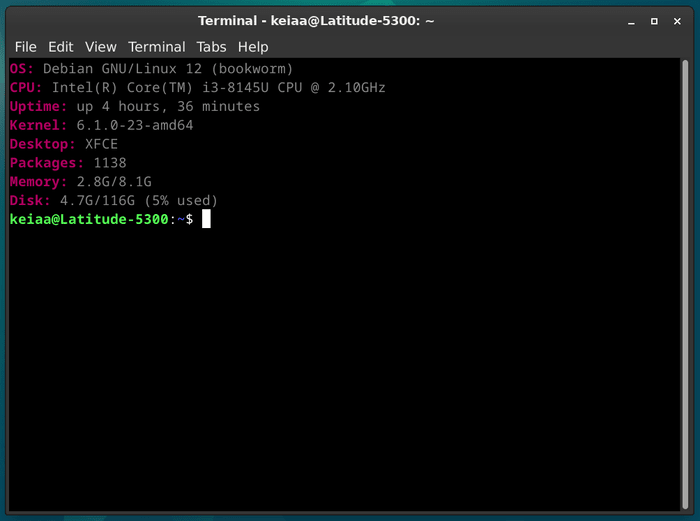 Terminal - keiaa@Latitude-5300: ~
File Edit View Terminal Tabs Help
OS: Debian GNU/Linux 12 (bookworm)
CPU: Intel(R) Core(TM) i3-8145U CPU @ 2.10GHz
Uptime: up 4 hours, 36 minutes
Kernel: 6.1.0-23-amd64
Desktop: XFCE
Packages: 1138
Memory: 2.8G/8.1G
Disk: 4.7G/116G (5% used)
keiaa@Latitude-5300:~$